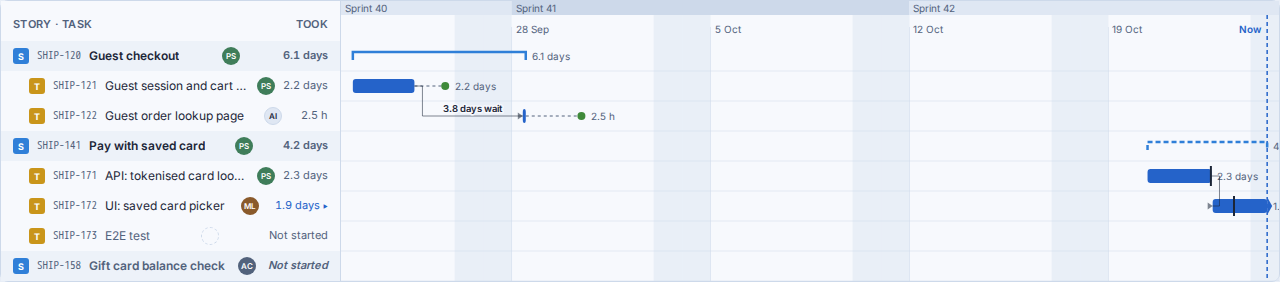 Sprint 40 Sprint 41 Sprint 42
STORY · TASK TOOK
28 Sep 5 Oct 12 Oct 19 Oct Now
S SHIP-120 Guest checkout PS 6.1 days 6.1 days
T SHIP-121 Guest session and cart ... PS 2.2 days 2.2 days
3.8 days wait
T SHIP-122 Guest order lookup page AI 2.5 h 2.5 h
S SHIP-141 Pay with saved card PS 4.2 days 4
T SHIP-171 API: tokenised card loo... PS 2.3 days 2.3 days
T SHIP-172 UI: saved card picker ML 1.9 days ▸ 1.
T SHIP-173 E2E test Not started
S SHIP-158 Gift card balance check AC Not started